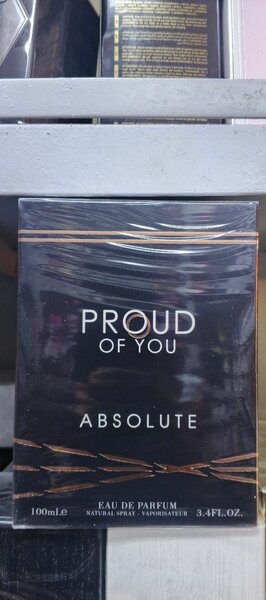 PROUD
OF YOU
ABSOLUTE
EAU DE PARFUM
100ml.e NATURAL SPRAY - VAPORISATEUR 3.4FL.OZ.